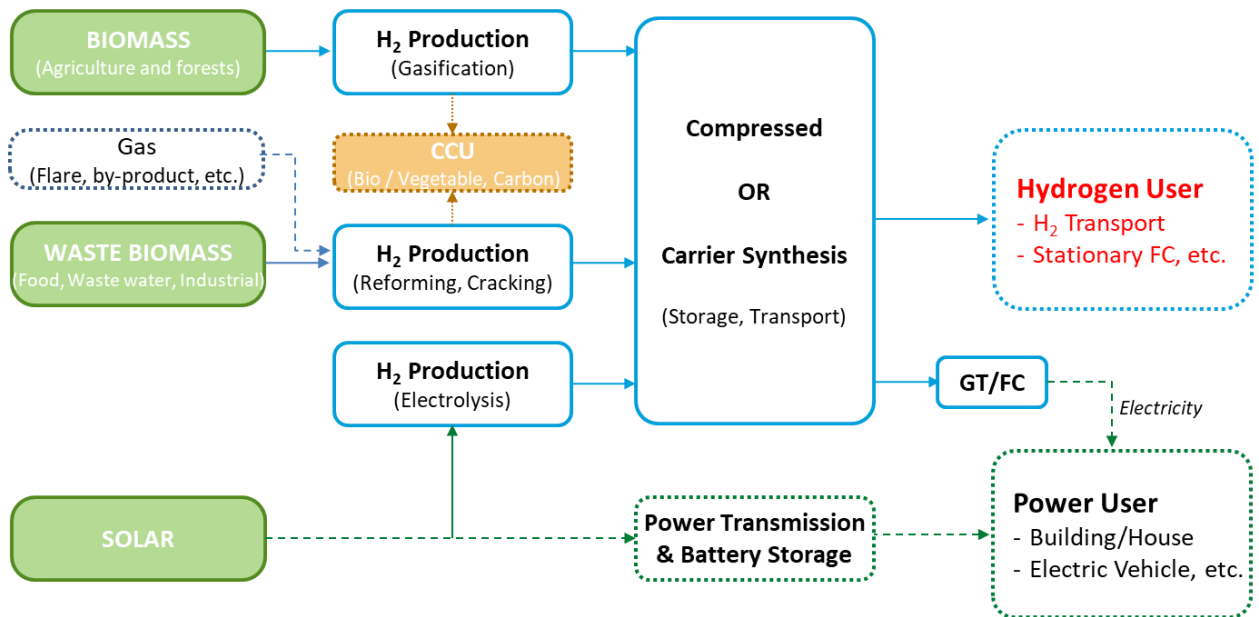 BIOMASS
(Agriculture and forests)
H₂ Production
(Gasification)
Gas
(Flare, by-product, etc.)
CCU
(Bio / Vegetable, Carbon)
WASTE BIOMASS
(Food, Waste water, Industrial)
H₂ Production
(Reforming, Cracking)
H₂ Production
(Electrolysis)
SOLAR
Compressed
OR
Carrier Synthesis
(Storage, Transport)
Power Transmission
& Battery Storage
Hydrogen User
- H₂ Transport
- Stationary FC, etc.
GT/FC
Electricity
Power User
- Building/House
- Electric Vehicle, etc.